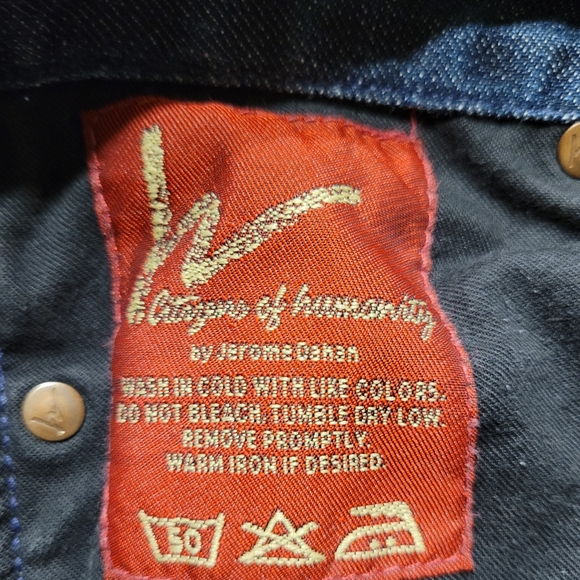 Citizens of humanity
by Jerome Dahan
WASH IN COLD WITH LIKE COLORS.
DO NOT BLEACH. TUMBLE DRY LOW.
REMOVE PROMPTLY.
WARM IRON IF DESIRED.
30